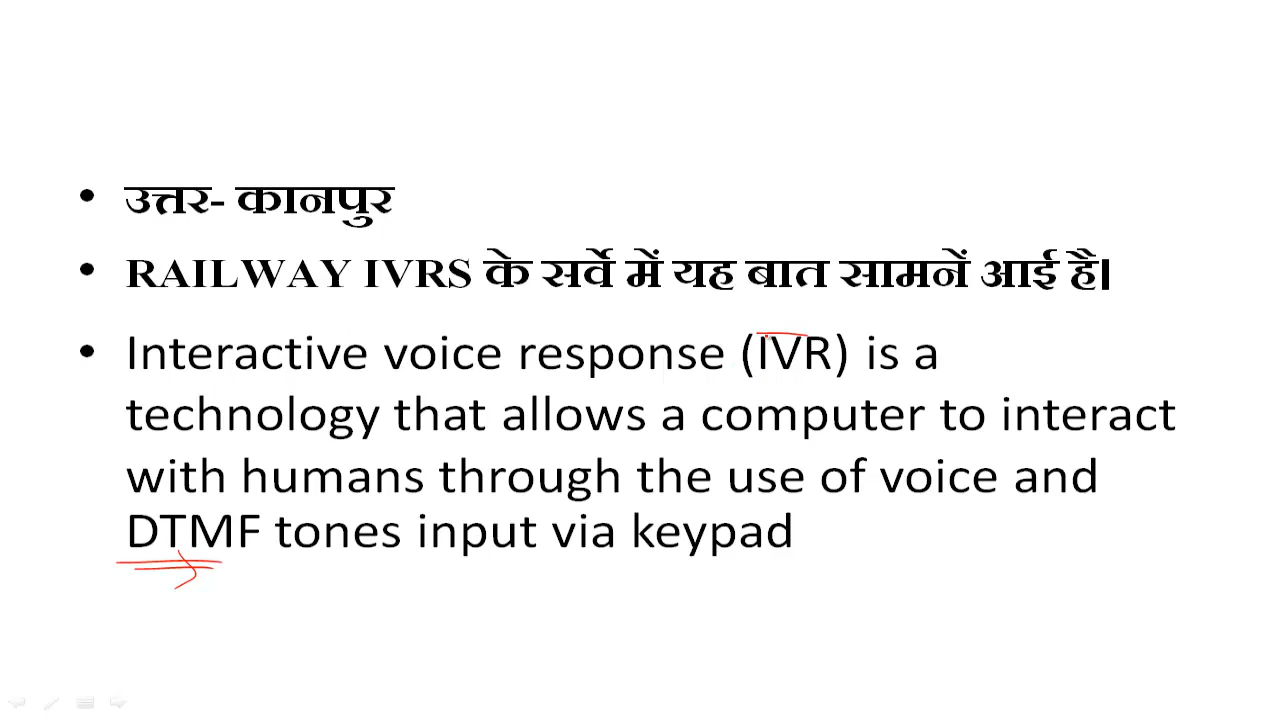 • उत्तर- कानपुर
• RAILWAY IVRS के सर्वे में यह बात सामनें आई है।
• Interactive voice response (IVR) is a
technology that allows a computer to interact
with humans through the use of voice and
DTMF tones input via keypad